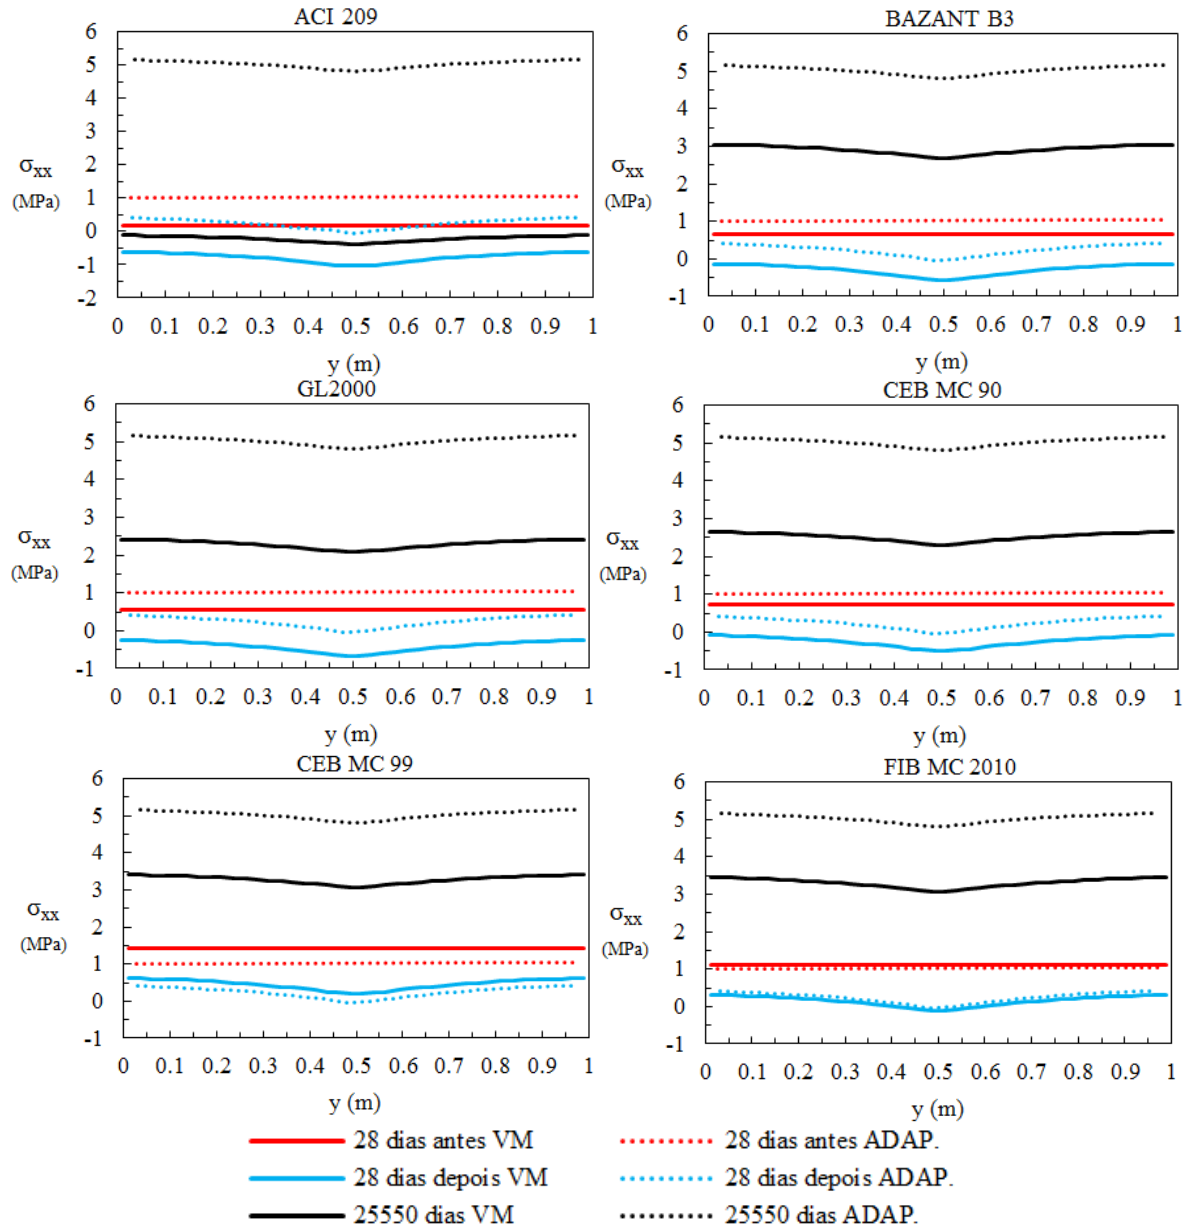 ACI 209
6
5
4
3
2
1
0
-1
-2
σxx
(MPa)
0 0.1 0.2 0.3 0.4 0.5 0.6 0.7 0.8 0.9 1
y (m)
BAZANT B3
6
5
4
3
2
1
0
-1
σxx
(MPa)
0 0.1 0.2 0.3 0.4 0.5 0.6 0.7 0.8 0.9 1
y (m)
GL2000
6
5
4
3
2
1
0
-1
σxx
(MPa)
0 0.1 0.2 0.3 0.4 0.5 0.6 0.7 0.8 0.9 1
y (m)
CEB MC 90
6
5
4
3
2
1
0
-1
σxx
(MPa)
0 0.1 0.2 0.3 0.4 0.5 0.6 0.7 0.8 0.9 1
y (m)
CEB MC 99
6
5
4
3
2
1
0
-1
σxx
(MPa)
0 0.1 0.2 0.3 0.4 0.5 0.6 0.7 0.8 0.9 1
y (m)
FIB MC 2010
6
5
4
3
2
1
0
-1
σxx
(MPa)
0 0.1 0.2 0.3 0.4 0.5 0.6 0.7 0.8 0.9 1
y (m)
28 dias antes VM
28 dias antes ADAP.
28 dias depois VM
28 dias depois ADAP.
25550 dias VM
25550 dias ADAP.